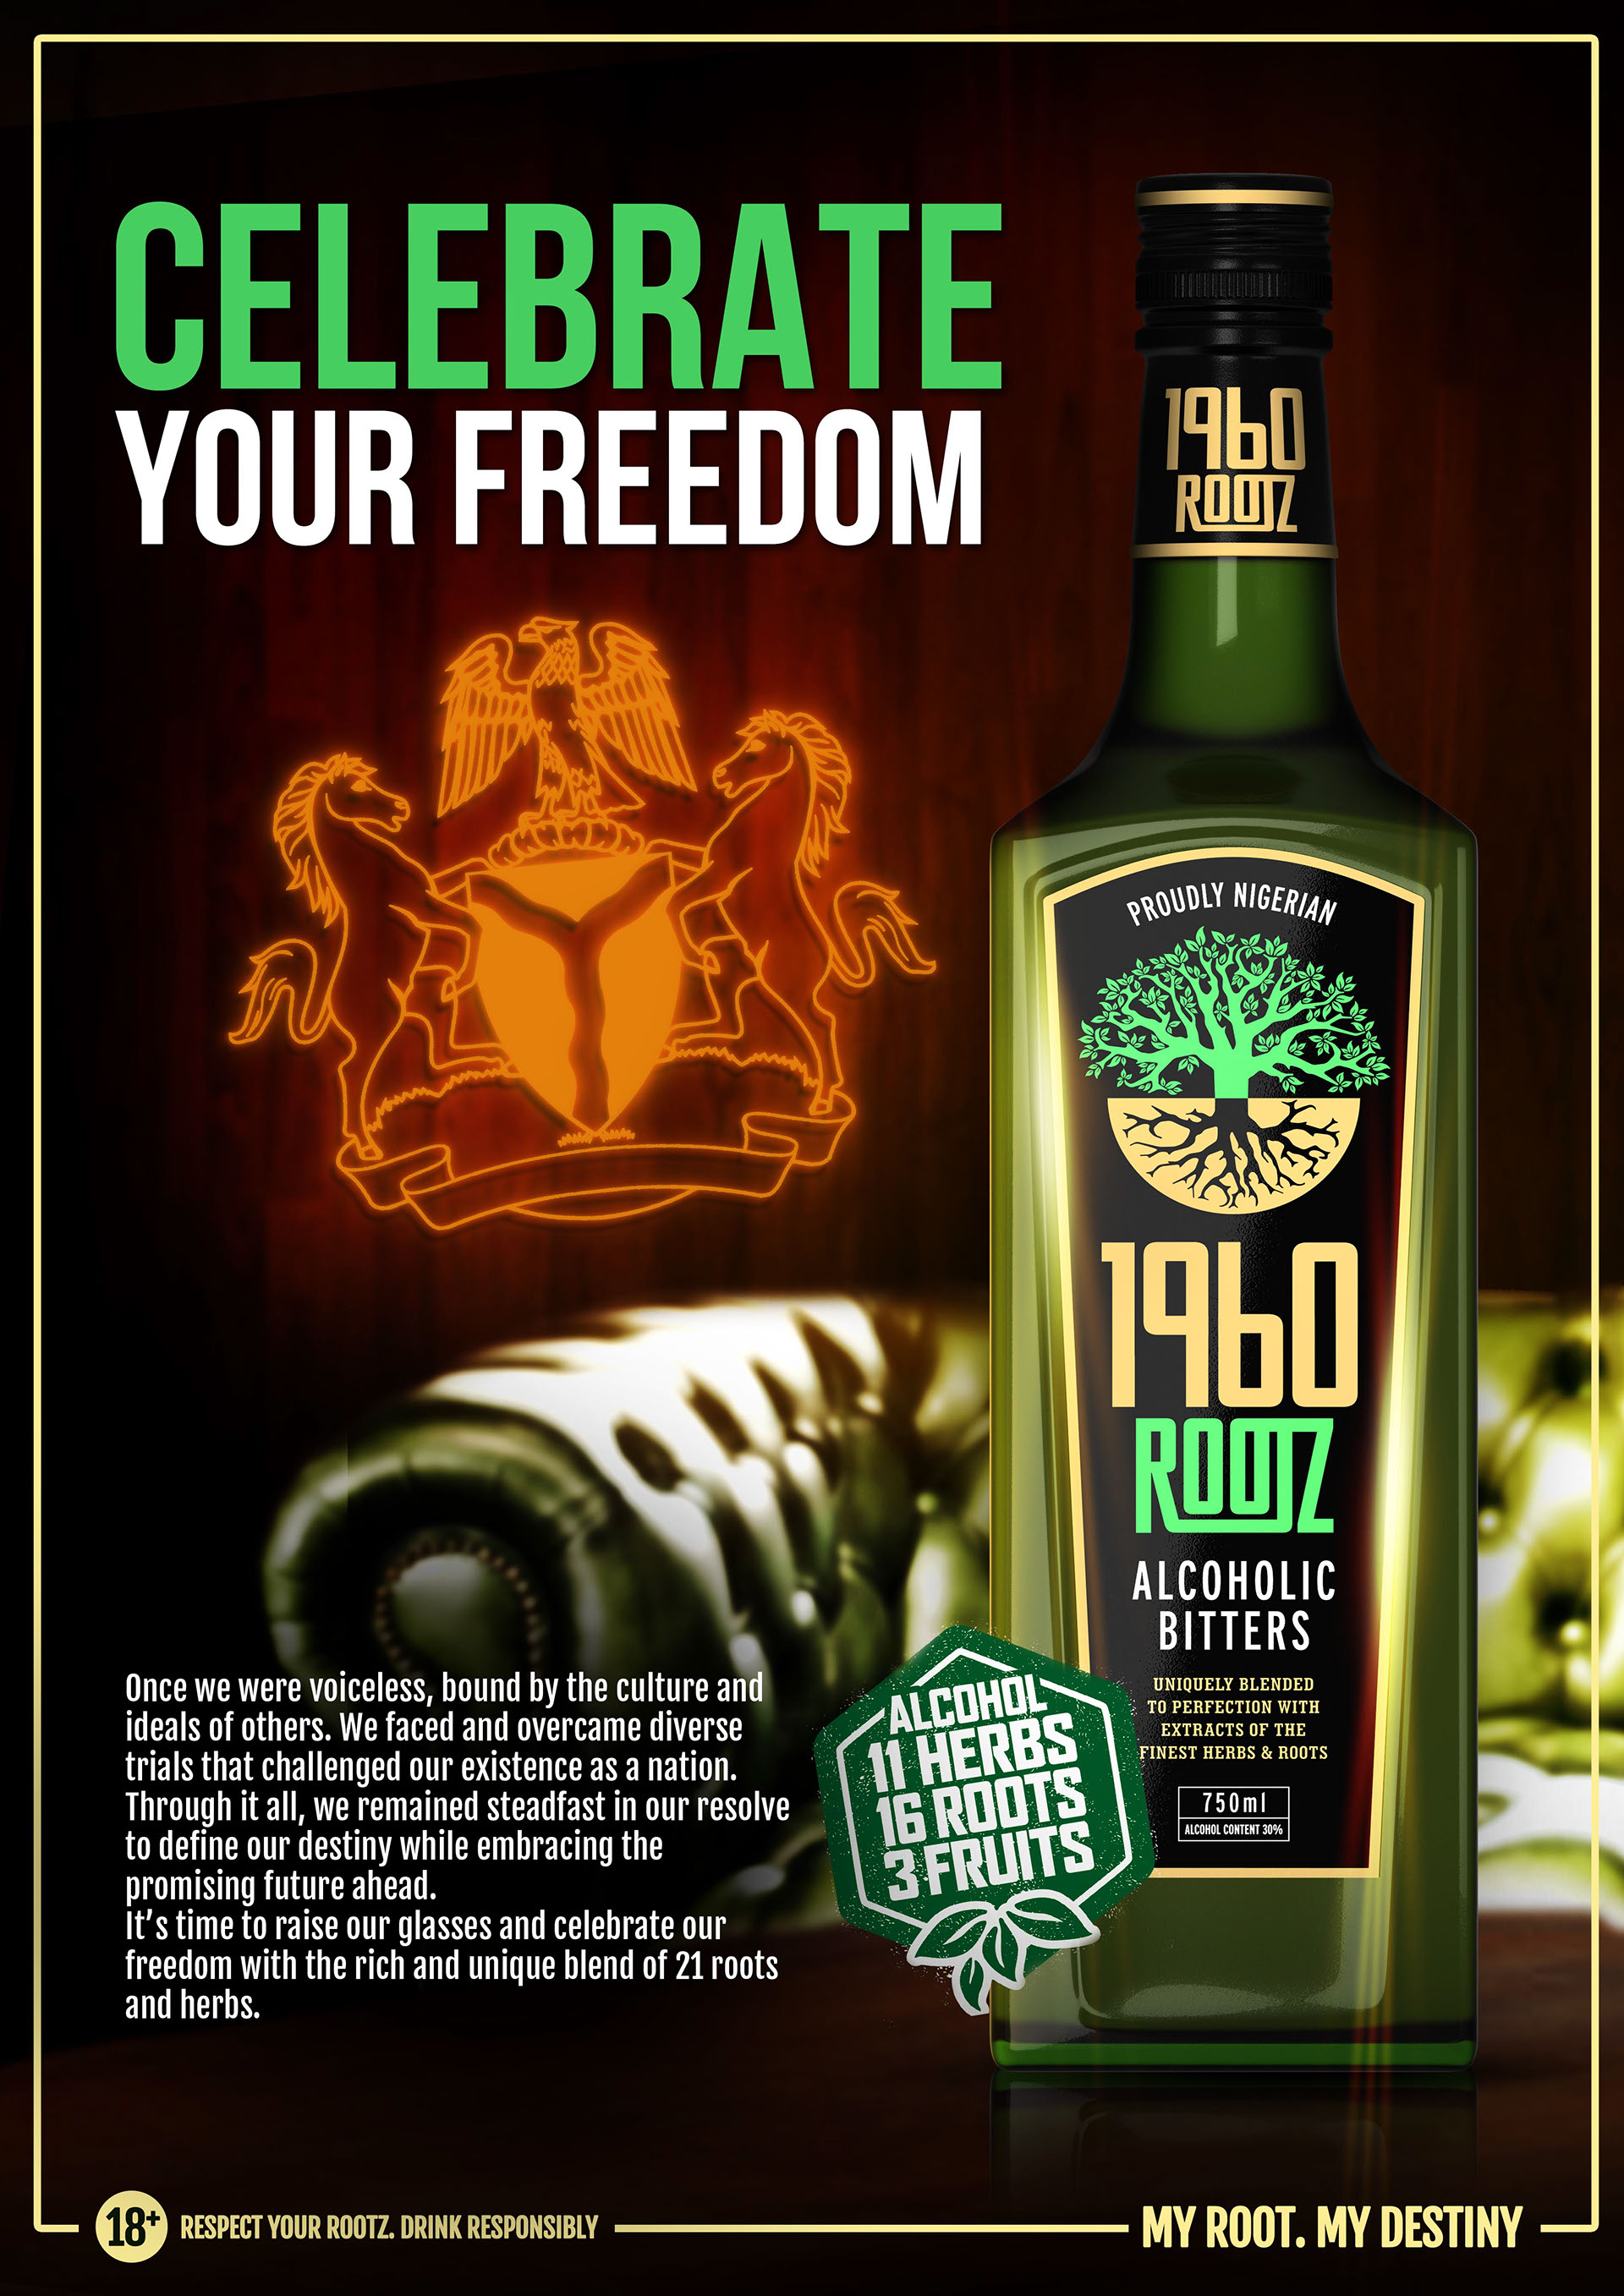 CELEBRATE
YOUR FREEDOM
1960
ROOTZ
PROUDLY NIGERIAN
1960
ROOTZ
ALCOHOLIC
BITTERS
UNIQUELY BLENDED
TO PERFECTION WITH
EXTRACTS OF THE
FINEST HERBS & ROOTS
750ml
ALCOHOL CONTENT 30%
ALCOHOL
11 HERBS
16 ROOTS
3 FRUITS
Once we were voiceless, bound by the culture and
ideals of others. We faced and overcame diverse
trials that challenged our existence as a nation.
Through it all, we remained steadfast in our resolve
to define our destiny while embracing the
promising future ahead.
It’s time to raise our glasses and celebrate our
freedom with the rich and unique blend of 21 roots
and herbs.
18+ RESPECT YOUR ROOTZ. DRINK RESPONSIBLY
MY ROOT. MY DESTINY